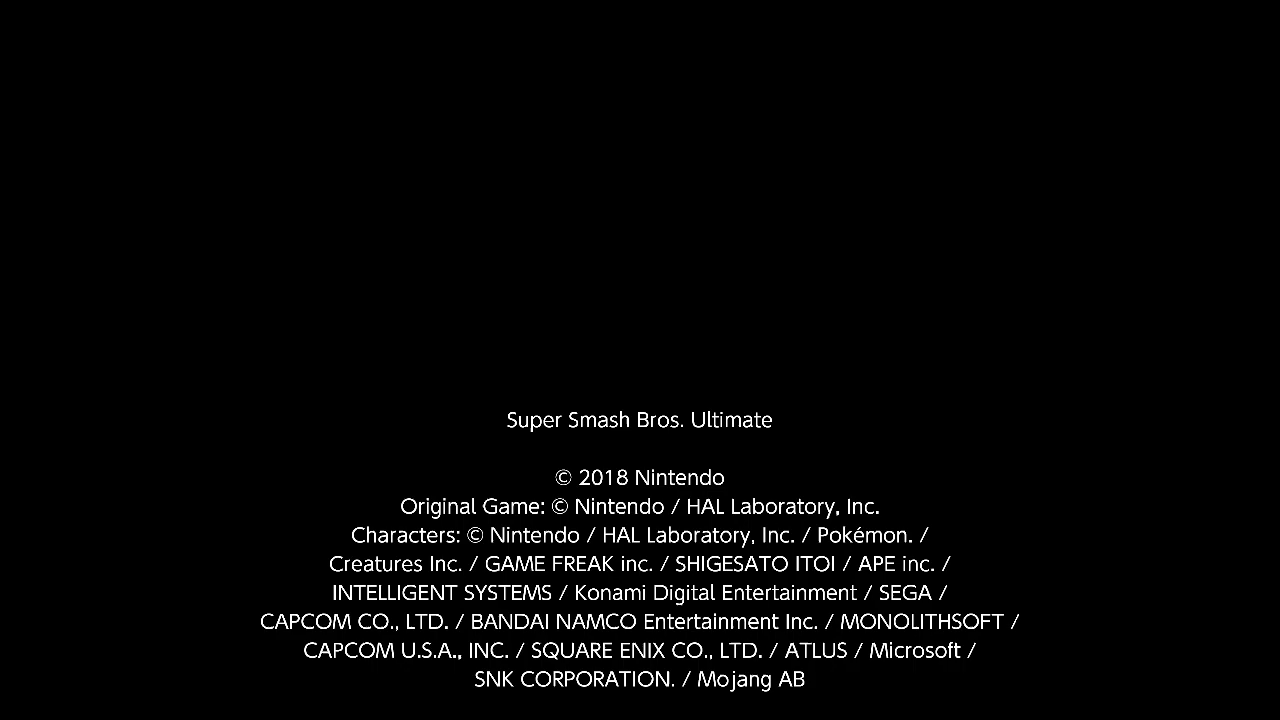 Super Smash Bros. Ultimate
© 2018 Nintendo
Original Game: © Nintendo / HAL Laboratory, Inc.
Characters: © Nintendo / HAL Laboratory, Inc. / Pokémon. /
Creatures Inc. / GAME FREAK inc. / SHIGESATO ITOI / APE inc. /
INTELLIGENT SYSTEMS / Konami Digital Entertainment / SEGA /
CAPCOM CO., LTD. / BANDAI NAMCO Entertainment Inc. / MONOLITHSOFT /
CAPCOM U.S.A., INC. / SQUARE ENIX CO., LTD. / ATLUS / Microsoft /
SNK CORPORATION. / Mojang AB